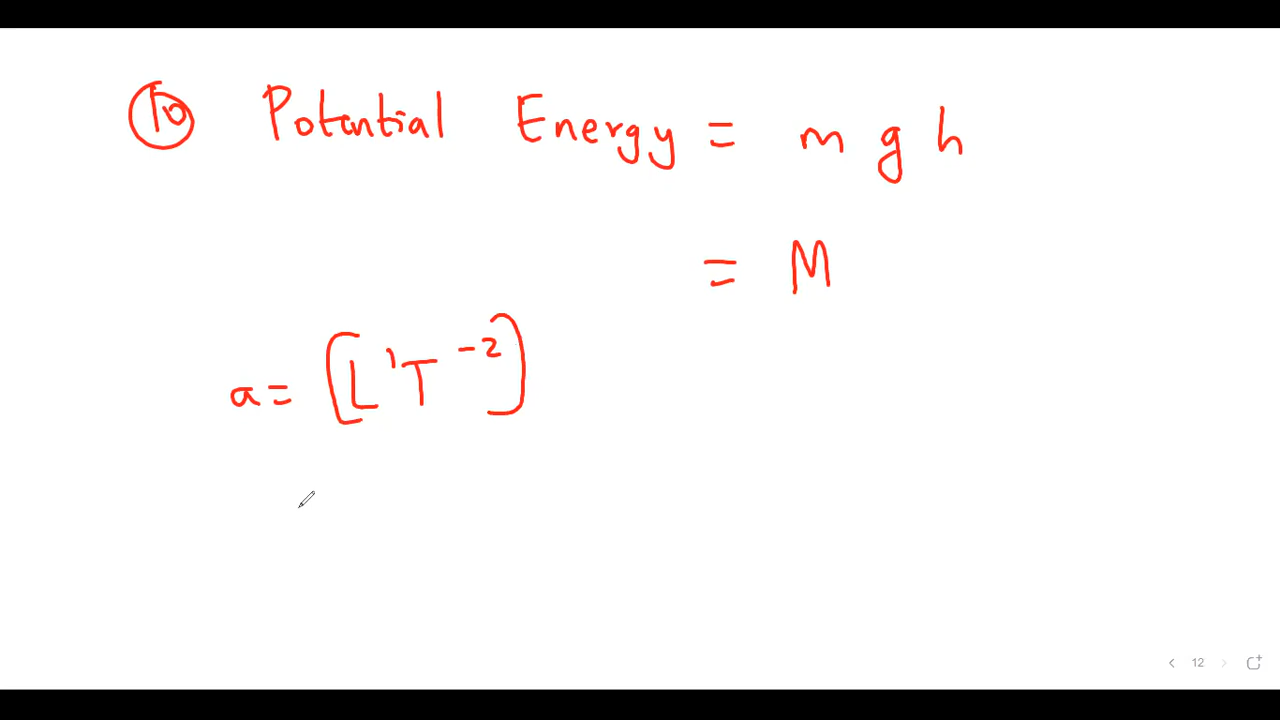 ⑩ Potential Energy = m g h
= M
a = [L¹T⁻²]
12